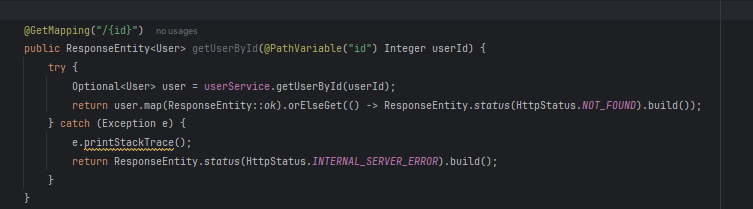 @GetMapping("/{id}") no usages
public ResponseEntity<User> getUserById(@PathVariable("id") Integer userId) {
try {
Optional<User> user = userService.getUserById(userId);
return user.map(ResponseEntity::ok).orElseGet(() -> ResponseEntity.status(HttpStatus.NOT_FOUND).build());
} catch (Exception e) {
e.printStackTrace();
return ResponseEntity.status(HttpStatus.INTERNAL_SERVER_ERROR).build();
}
}